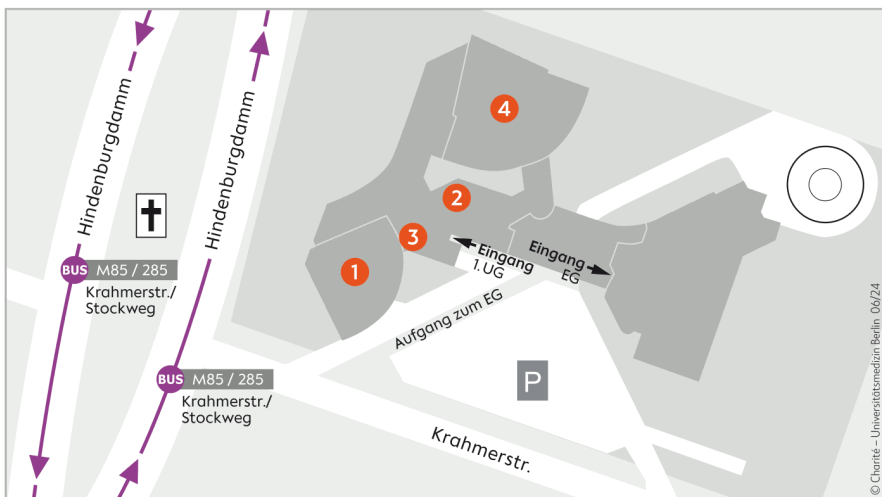 Hindenburgdamm
Hindenburgdamm
4
2
3
1
Eingang
1.UG
Eingang
EG
Aufgang zum EG
BUS M85 / 285
Krahmerstr./
Stockweg
BUS M85 / 285
Krahmerstr./
Stockweg
P
Krahmerstr.
© Charité – Universitätsmedizin Berlin 06/24